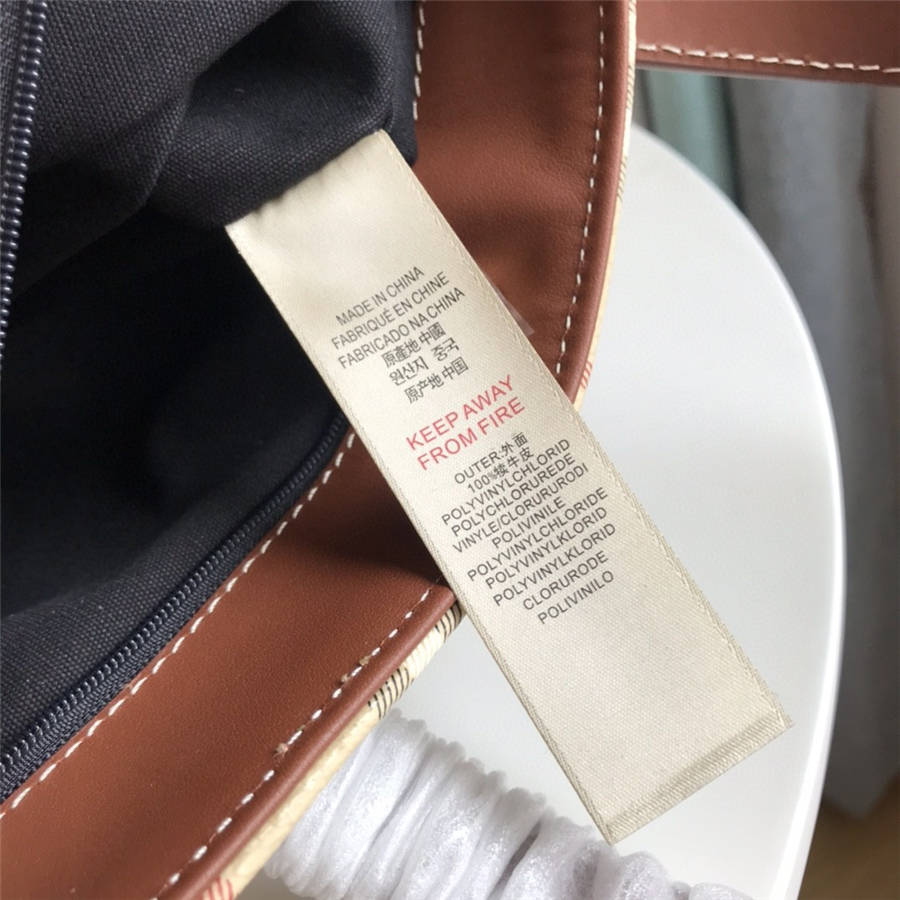 MADE IN CHINA
FABRIQUÉ EN CHINE
FABRICADO NA CHINA
原產地 中國
원산지 중국
原产地 中国
KEEP AWAY
FROM FIRE
OUTER:外面
100%犊牛皮
POLYVINYLCHLORID
POLYCHLORUREDE
VINYLE/CLORURURODI
POLIVINILE
POLYVINYLCHLORIDE
POLYVINYLKLORID
POLYVINYLKLORID
CLORURODE
POLIVINILO